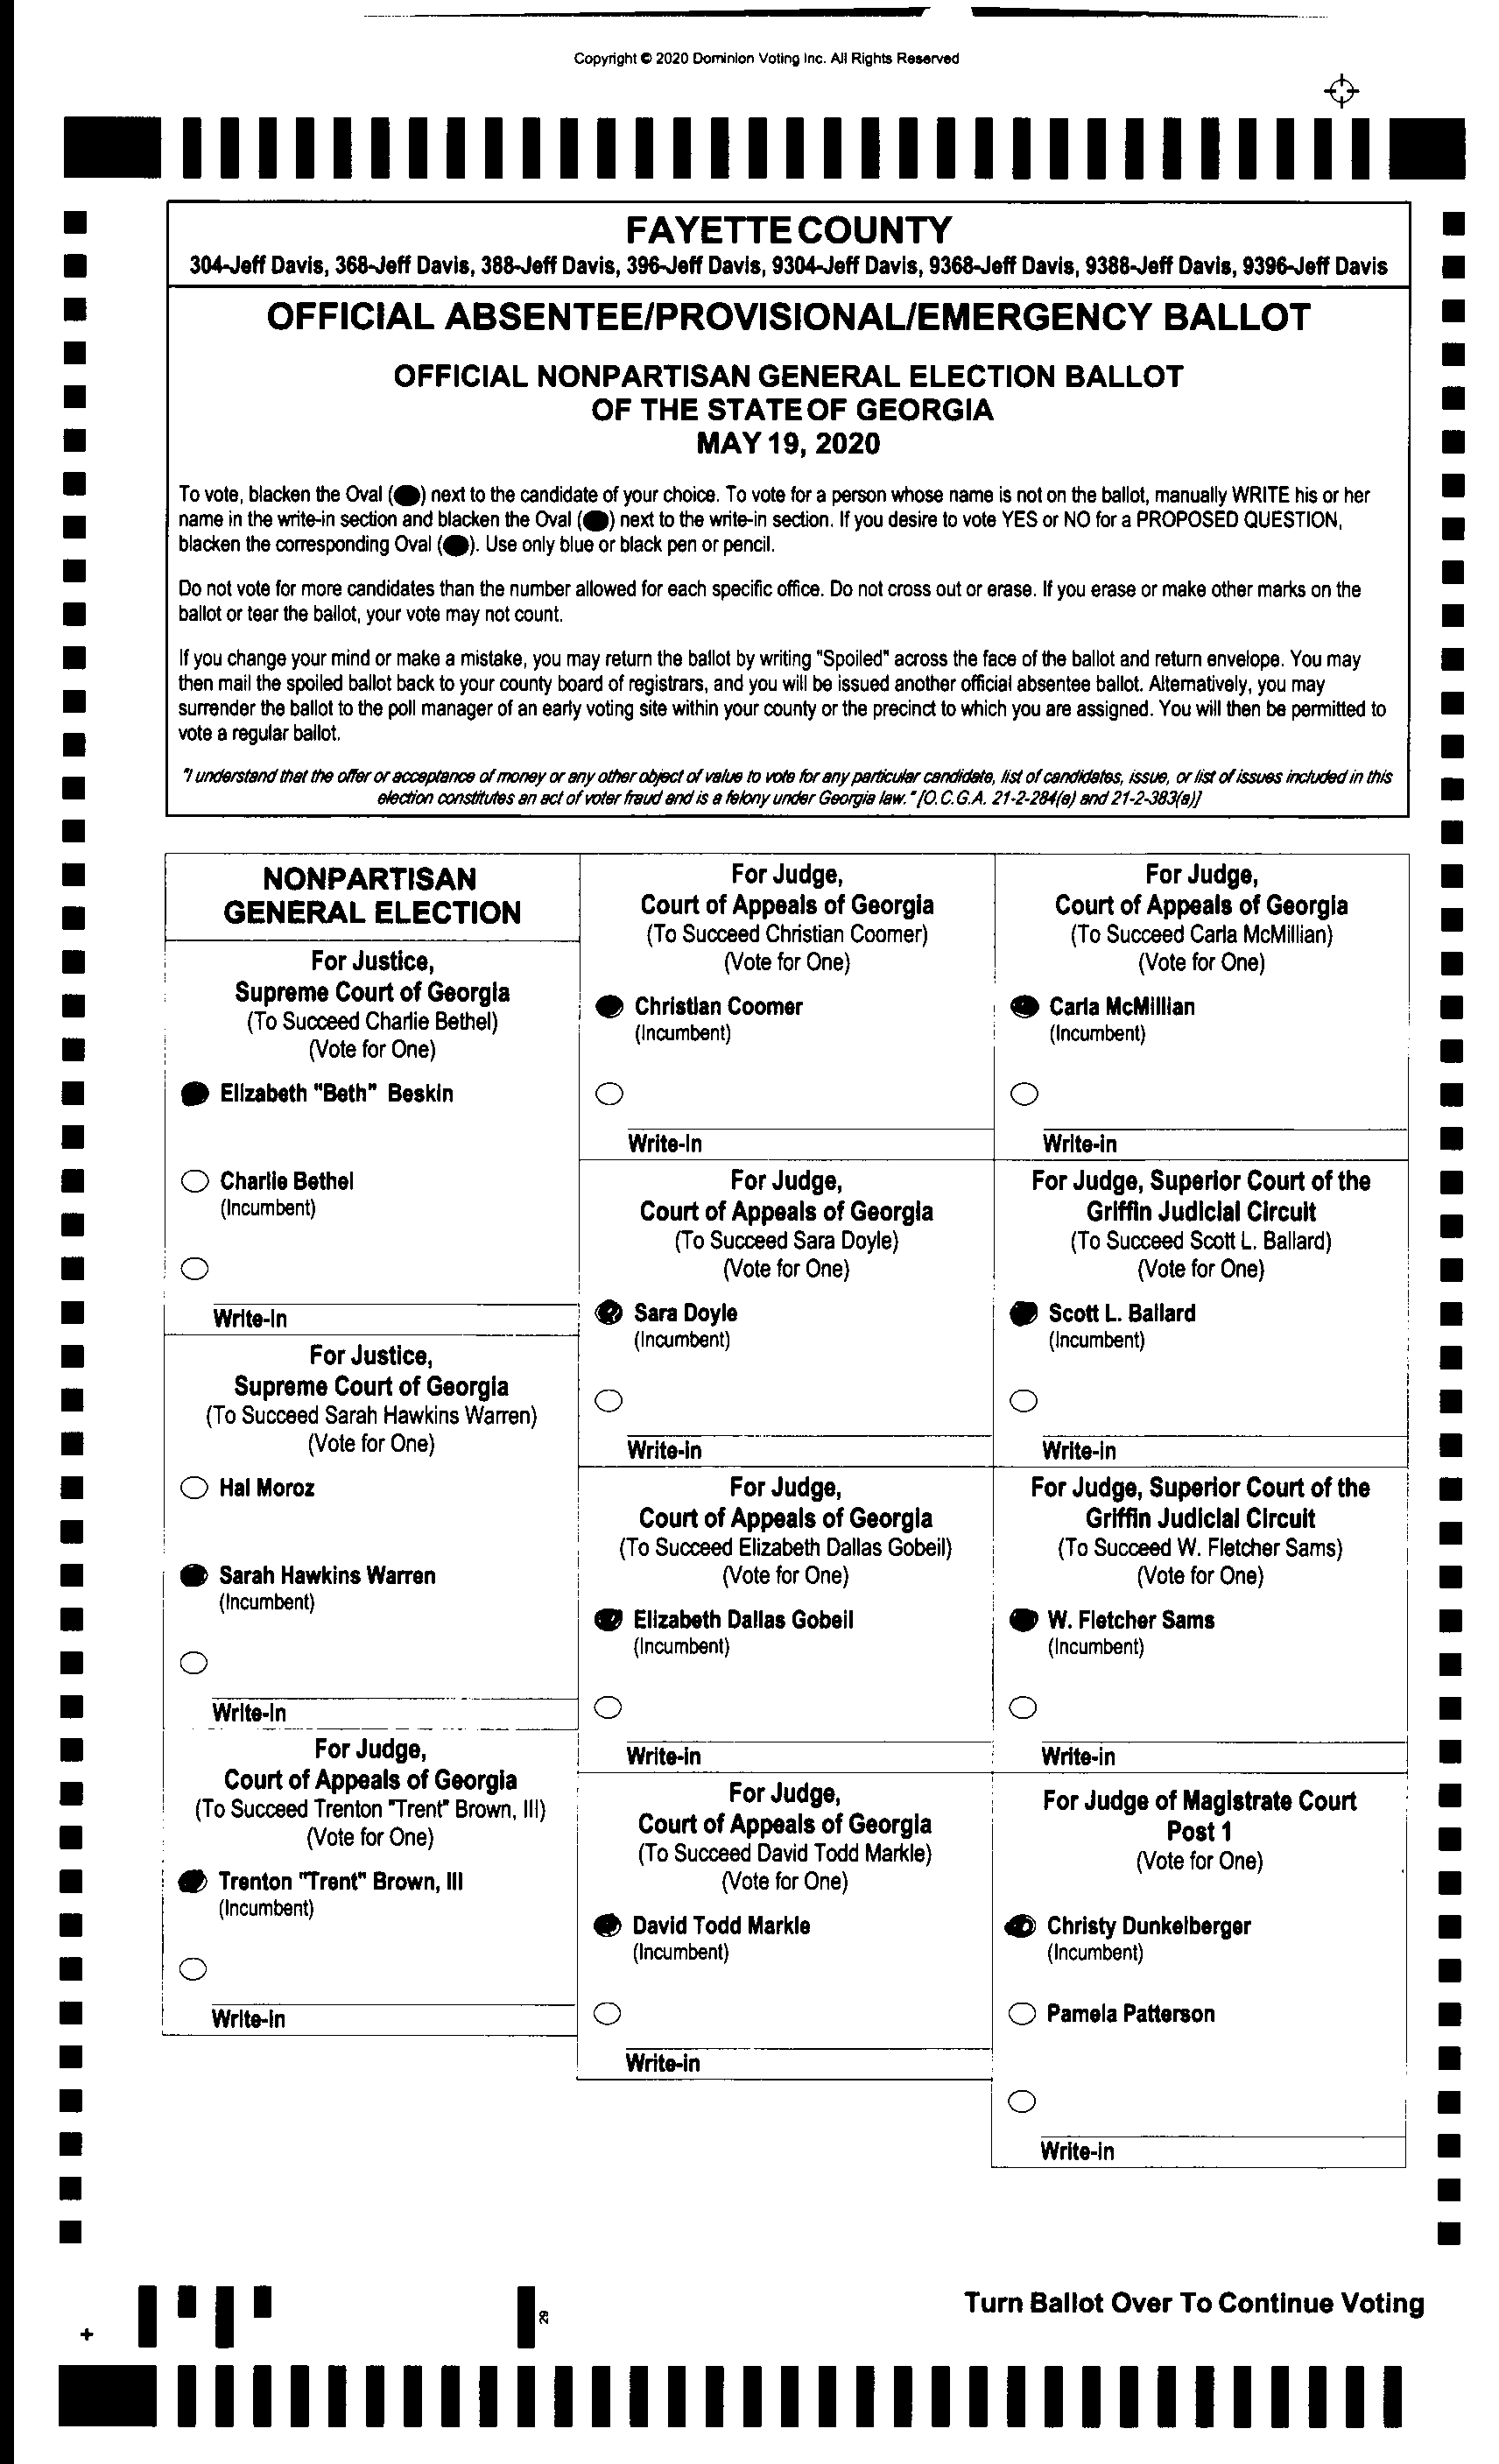 Copyright © 2020 Dominion Voting Inc. All Rights Reserved
FAYETTE COUNTY
304-Jeff Davis, 368-Jeff Davis, 388-Jeff Davis, 396-Jeff Davis, 9304-Jeff Davis, 9368-Jeff Davis, 9388-Jeff Davis, 9396-Jeff Davis
OFFICIAL ABSENTEE/PROVISIONAL/EMERGENCY BALLOT
OFFICIAL NONPARTISAN GENERAL ELECTION BALLOT
OF THE STATE OF GEORGIA
MAY 19, 2020
To vote, blacken the Oval (●) next to the candidate of your choice. To vote for a person whose name is not on the ballot, manually WRITE his or her
name in the write-in section and blacken the Oval (●) next to the write-in section. If you desire to vote YES or NO for a PROPOSED QUESTION,
blacken the corresponding Oval (●). Use only blue or black pen or pencil.
Do not vote for more candidates than the number allowed for each specific office. Do not cross out or erase. If you erase or make other marks on the
ballot or tear the ballot, your vote may not count.
If you change your mind or make a mistake, you may return the ballot by writing "Spoiled" across the face of the ballot and return envelope. You may
then mail the spoiled ballot back to your county board of registrars, and you will be issued another official absentee ballot. Alternatively, you may
surrender the ballot to the poll manager of an early voting site within your county or the precinct to which you are assigned. You will then be permitted to
vote a regular ballot.
"I understand that the offer or acceptance of money or any other object of value to vote for any particular candidate, list of candidates, issue, or list of issues included in this
election constitutes an act of voter fraud and is a felony under Georgia law." [O.C.G.A. 21-2-284(e) and 21-2-383(a)]
NONPARTISAN
GENERAL ELECTION
For Justice,
Supreme Court of Georgia
(To Succeed Charlie Bethel)
(Vote for One)
Elizabeth "Beth" Beskin
Charlie Bethel
(Incumbent)
Write-in
For Justice,
Supreme Court of Georgia
(To Succeed Sarah Hawkins Warren)
(Vote for One)
Hal Moroz
Sarah Hawkins Warren
(Incumbent)
Write-in
For Judge,
Court of Appeals of Georgia
(To Succeed Trenton "Trent" Brown, III)
(Vote for One)
Trenton "Trent" Brown, III
(Incumbent)
Write-in
For Judge,
Court of Appeals of Georgia
(To Succeed Christian Coomer)
(Vote for One)
Christian Coomer
(Incumbent)
Write-in
For Judge,
Court of Appeals of Georgia
(To Succeed Sara Doyle)
(Vote for One)
Sara Doyle
(Incumbent)
Write-in
For Judge,
Court of Appeals of Georgia
(To Succeed Elizabeth Dallas Gobeil)
(Vote for One)
Elizabeth Dallas Gobeil
(Incumbent)
Write-in
For Judge,
Court of Appeals of Georgia
(To Succeed David Todd Markle)
(Vote for One)
David Todd Markle
(Incumbent)
Write-in
For Judge,
Court of Appeals of Georgia
(To Succeed Carla McMillian)
(Vote for One)
Carla McMillian
(Incumbent)
Write-in
For Judge, Superior Court of the
Griffin Judicial Circuit
(To Succeed Scott L. Ballard)
(Vote for One)
Scott L. Ballard
(Incumbent)
Write-in
For Judge, Superior Court of the
Griffin Judicial Circuit
(To Succeed W. Fletcher Sams)
(Vote for One)
W. Fletcher Sams
(Incumbent)
Write-in
For Judge of Magistrate Court
Post 1
(Vote for One)
Christy Dunkelberger
(Incumbent)
Pamela Patterson
Write-in
Turn Ballot Over To Continue Voting
29